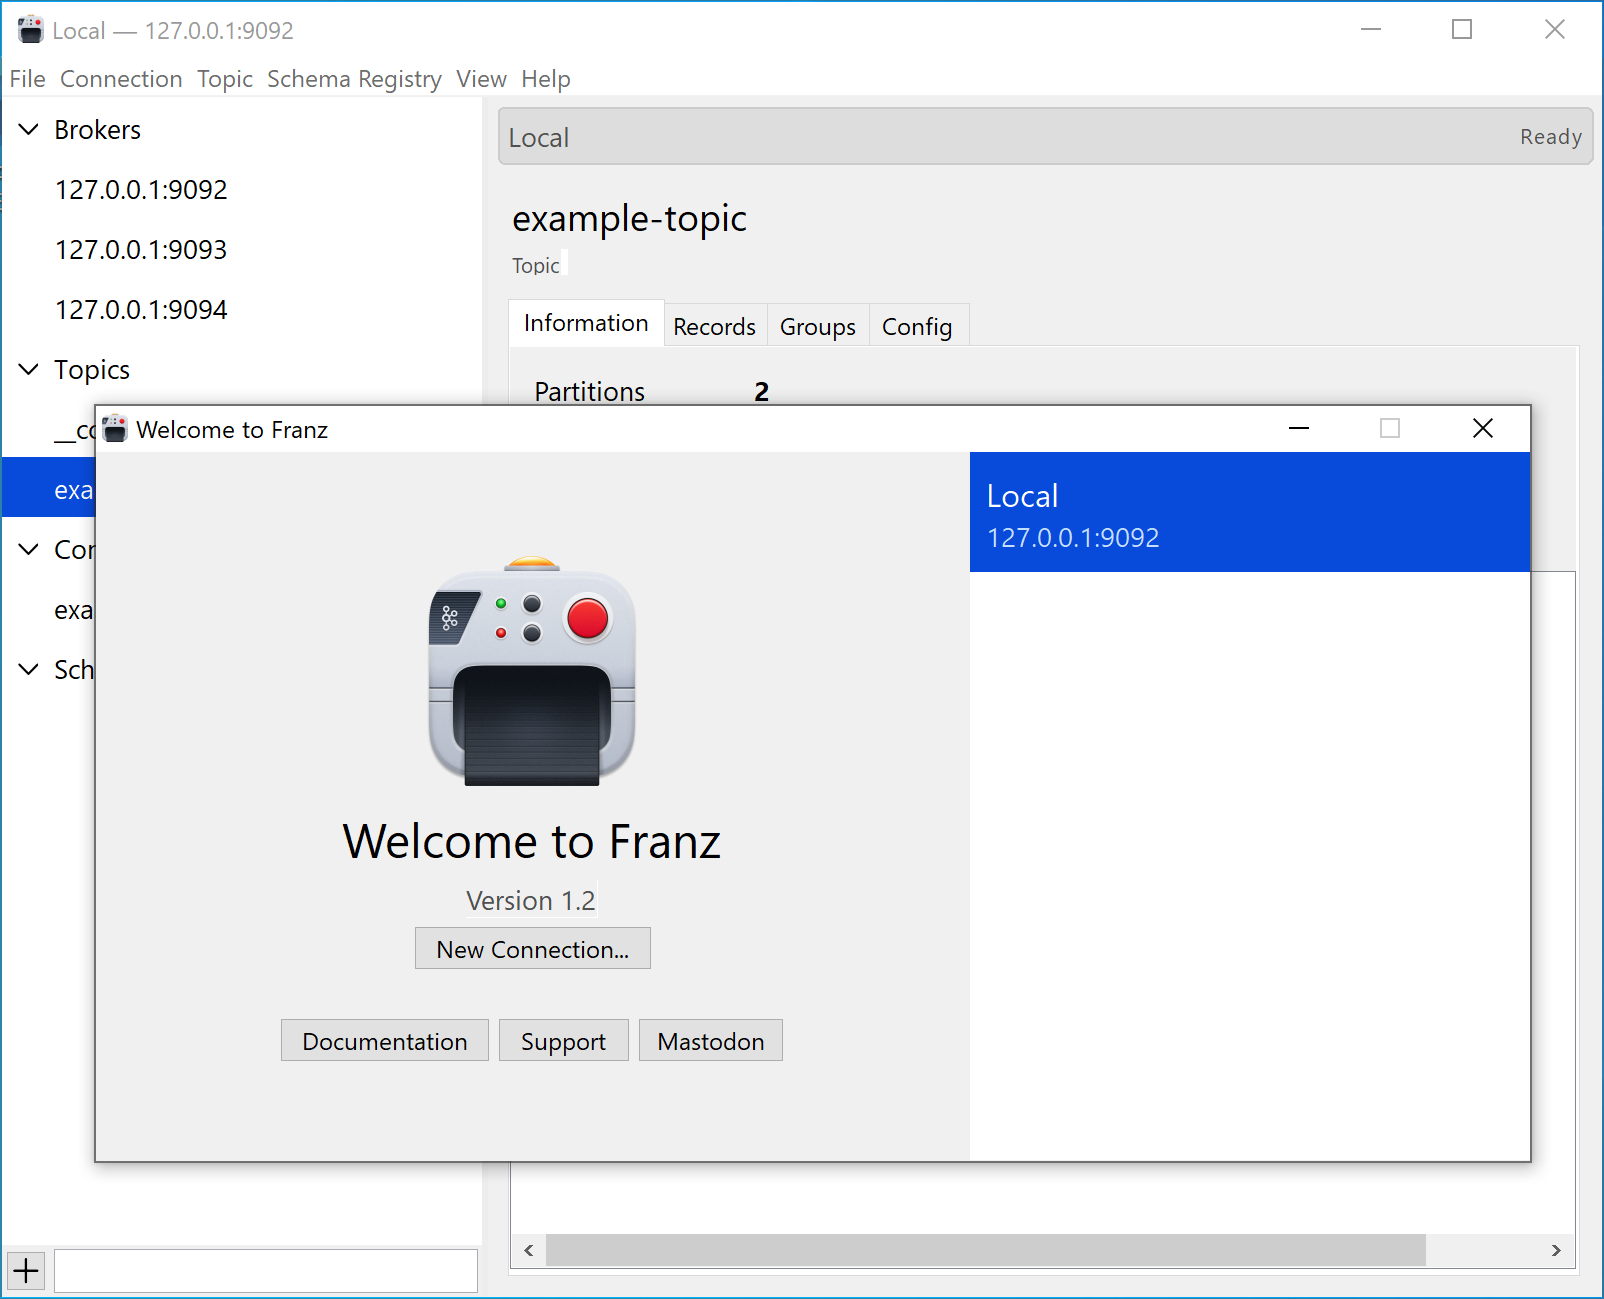 Local — 127.0.0.1:9092
File Connection Topic Schema Registry View Help
Brokers
127.0.0.1:9092
127.0.0.1:9093
127.0.0.1:9094
Topics
__co
exa
Con
exa
Sch
Local Ready
example-topic
Topic
Information Records Groups Config
Partitions 2
Welcome to Franz
Welcome to Franz
Version 1.2
New Connection...
Documentation Support Mastodon
Local
127.0.0.1:9092